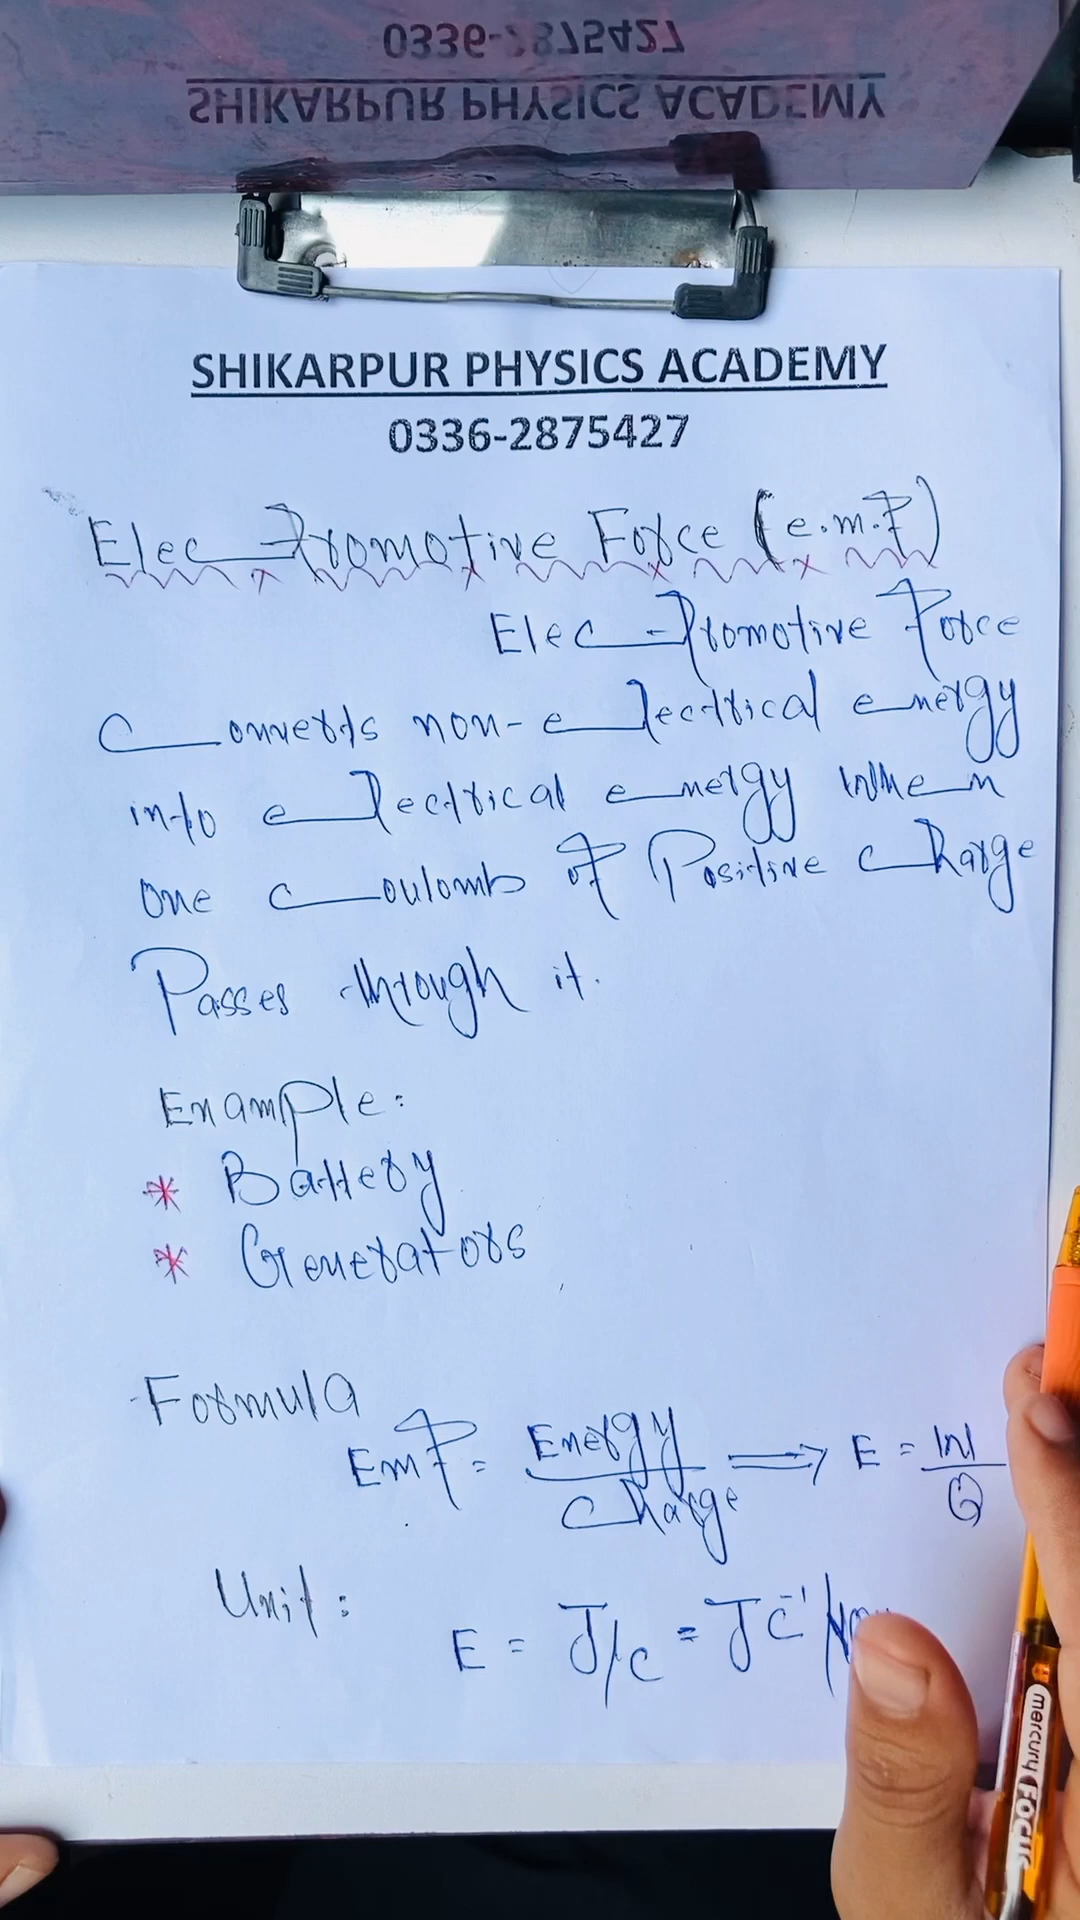 0336-2875427
SHIKARPUR PHYSICS ACADEMY
SHIKARPUR PHYSICS ACADEMY
0336-2875427
Electromotive Force (e.m.f)
Electromotive Force
Converts non-electrical energy
into electrical energy when
one coulomb of Positive charge
Passes through it.
Example:
* Battery
* Generators
Formula
Emf = Energy / Charge ⟹ E = W / Q
Unit:
E = J/C = J C⁻¹ /
mercury FOCUS